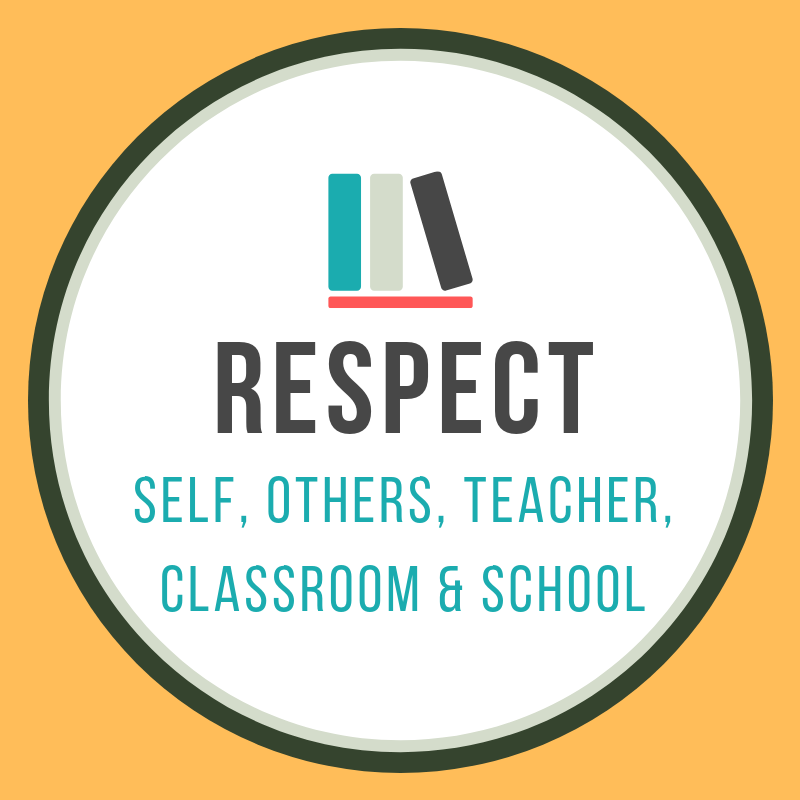 RESPECT
SELF, OTHERS, TEACHER,
CLASSROOM & SCHOOL